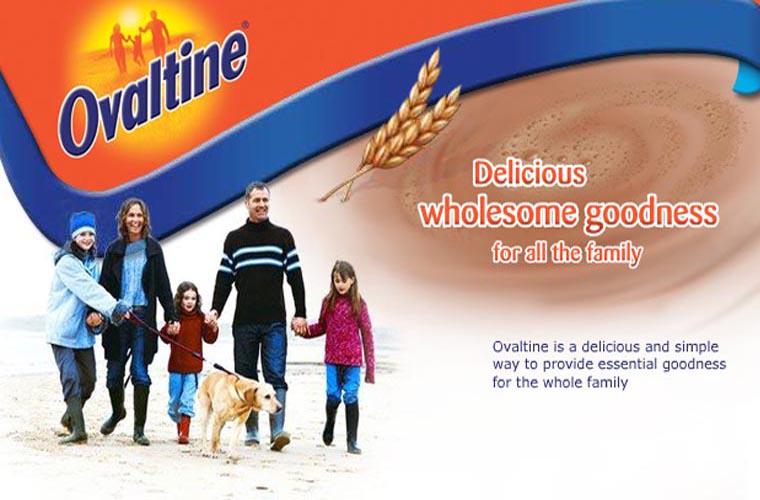 Ovaltine®
Delicious
wholesome goodness
for all the family
Ovaltine is a delicious and simple
way to provide essential goodness
for the whole family